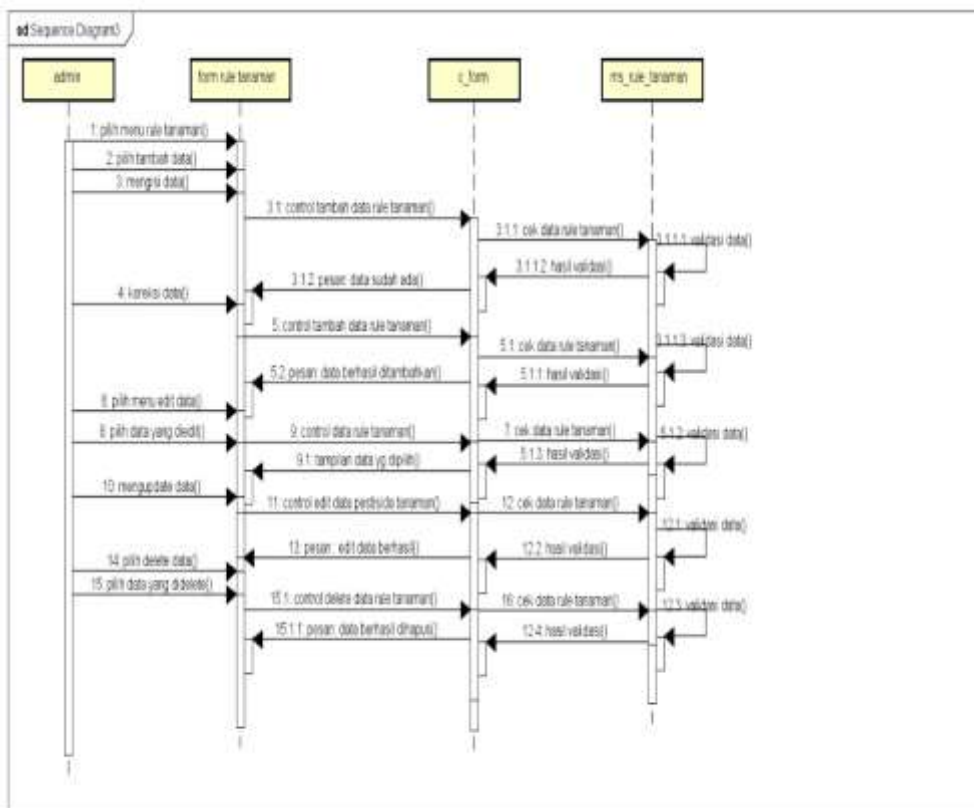 sd Sequence Diagram3
admin
form rule tanaman
c_form
ms_rule_tanaman
1: pilih menu rule tanaman()
2: pilih tambah data()
3: mengisi data()
3.1: control tambah data rule tanaman()
3.1.1: cek data rule tanaman()
3.1.1.1: validasi data()
3.1.1.2: hasil validasi()
3.1.2: pesan: data sudah ada()
4: koreksi data()
5: control tambah data rule tanaman()
5.1: cek data rule tanaman()
3.1.1.3: validasi data()
5.2: pesan: data berhasil ditambahkan()
5.1.1: hasil validasi()
pilih menu edit data()
8: pilih data yang diedit()
9: control data rule tanaman()
7: cek data rule tanaman()
5.1.2: validasi data()
9.1: tampilan data yg dipilih()
5.1.3: hasil validasi()
10: mengupdate data()
11: control edit data pestisida tanaman()
12: cek data rule tanaman()
12.1: validasi data()
13: pesan : edit data berhasil()
12.2: hasil validasi()
14: pilih delete data()
15: pilih data yang didelete()
15.1: control delete data rule tanaman()
16: cek data rule tanaman()
12.3: validasi data()
15.1.1: pesan: data berhasil dihapus()
12.4: hasil validasi()